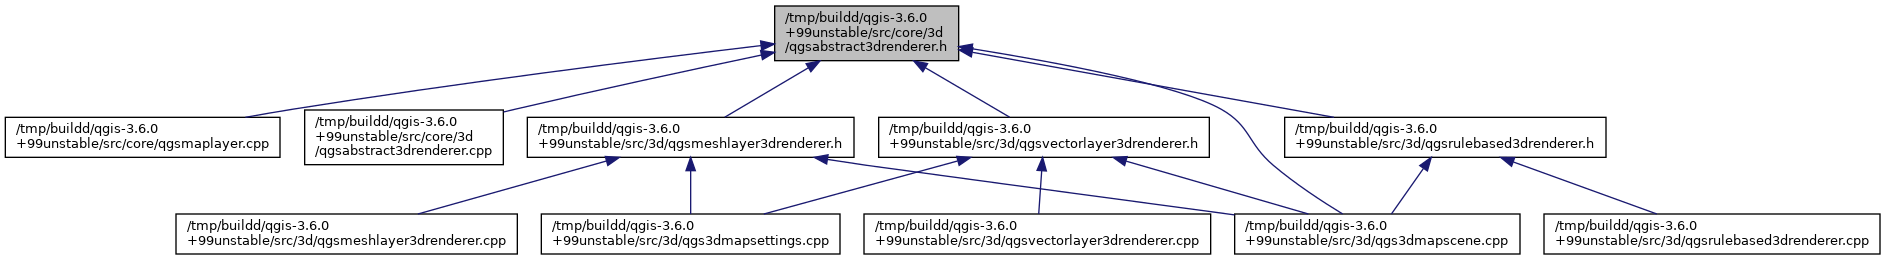 /tmp/buildd/qgis-3.6.0
+99unstable/src/core/3d
/qgsabstract3drenderer.h
/tmp/buildd/qgis-3.6.0
+99unstable/src/core/qgsmaplayer.cpp
/tmp/buildd/qgis-3.6.0
+99unstable/src/core/3d
/qgsabstract3drenderer.cpp
/tmp/buildd/qgis-3.6.0
+99unstable/src/3d/qgsmeshlayer3drenderer.h
/tmp/buildd/qgis-3.6.0
+99unstable/src/3d/qgsvectorlayer3drenderer.h
/tmp/buildd/qgis-3.6.0
+99unstable/src/3d/qgsrulebased3drenderer.h
/tmp/buildd/qgis-3.6.0
+99unstable/src/3d/qgsmeshlayer3drenderer.cpp
/tmp/buildd/qgis-3.6.0
+99unstable/src/3d/qgs3dmapsettings.cpp
/tmp/buildd/qgis-3.6.0
+99unstable/src/3d/qgsvectorlayer3drenderer.cpp
/tmp/buildd/qgis-3.6.0
+99unstable/src/3d/qgs3dmapscene.cpp
/tmp/buildd/qgis-3.6.0
+99unstable/src/3d/qgsrulebased3drenderer.cpp